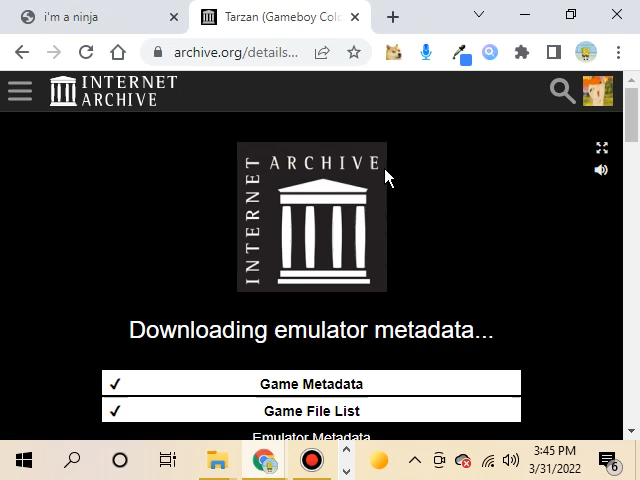 i'm a ninja
Tarzan (Gameboy Colo
archive.org/details...
INTERNET
ARCHIVE
INTERNET
ARCHIVE
Downloading emulator metadata...
Game Metadata
Game File List
Emulator Metadata
3:45 PM
3/31/2022
6